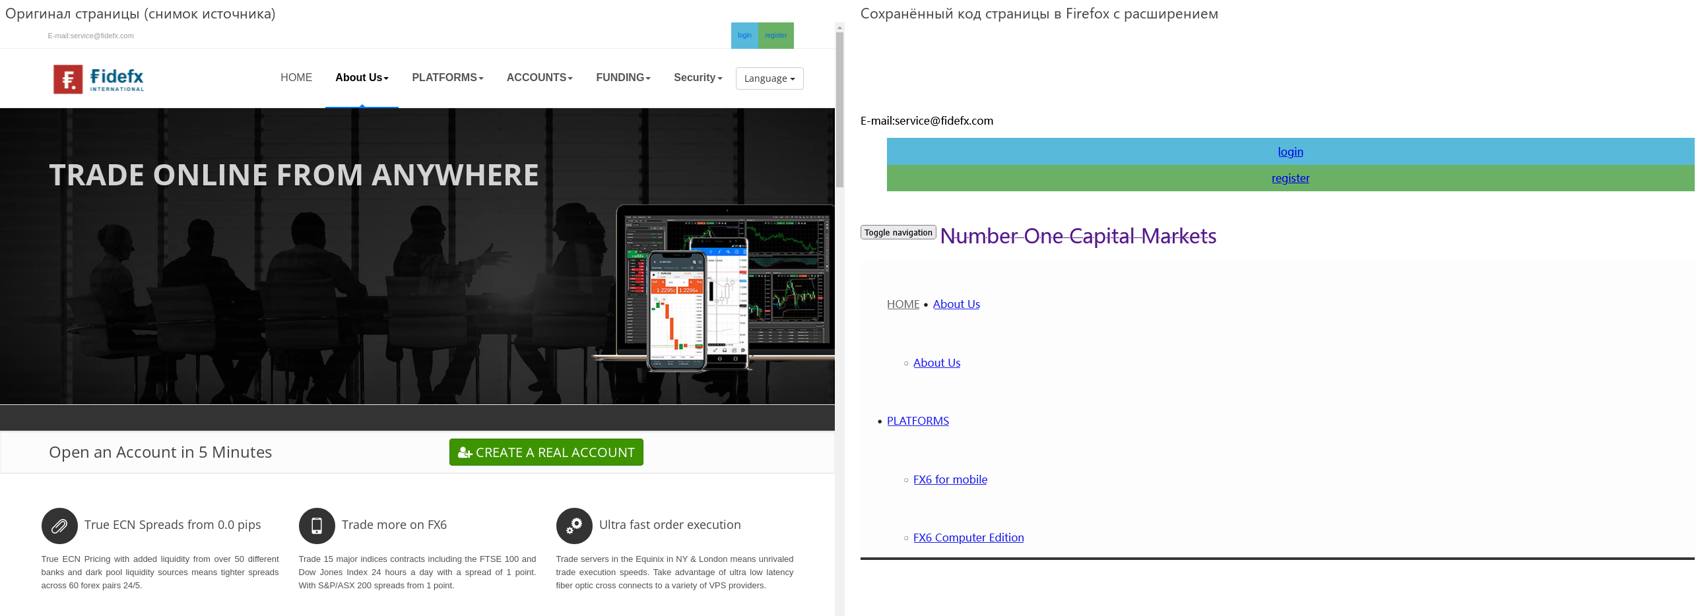 Оригинал страницы (снимок источника)
E-mail:service@fidefx.com
login register
Fidefx
INTERNATIONAL
HOME About Us PLATFORMS ACCOUNTS FUNDING Security Language
TRADE ONLINE FROM ANYWHERE
Open an Account in 5 Minutes
CREATE A REAL ACCOUNT
True ECN Spreads from 0.0 pips
True ECN Pricing with added liquidity from over 50 different
banks and dark pool liquidity sources means tighter spreads
across 60 forex pairs 24/5.
Trade more on FX6
Trade 15 major indices contracts including the FTSE 100 and
Dow Jones Index 24 hours a day with a spread of 1 point.
With S&P/ASX 200 spreads from 1 point.
Ultra fast order execution
Trade servers in the Equinix in NY & London means unrivaled
trade execution speeds. Take advantage of ultra low latency
fiber optic cross connects to a variety of VPS providers.
Сохранённый код страницы в Firefox с расширением
E-mail:service@fidefx.com
login
register
Toggle navigation Number One Capital Markets
HOME • About Us
About Us
PLATFORMS
FX6 for mobile
FX6 Computer Edition